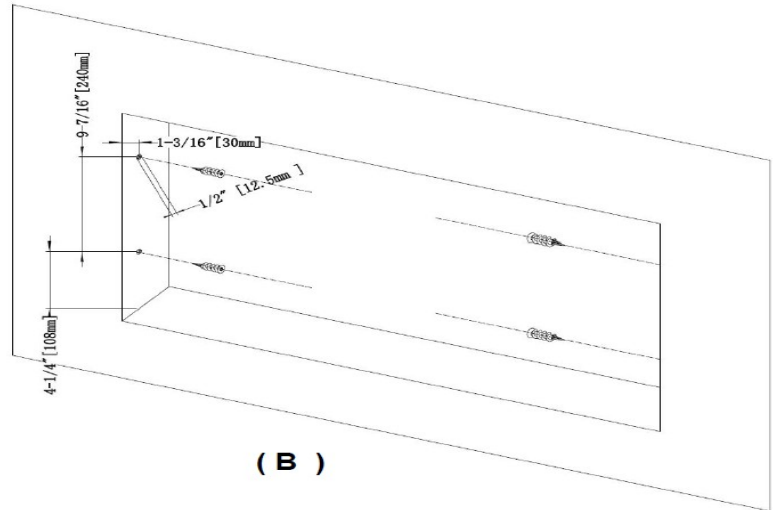 9-7/16"[240mm]
1-3/16"[30mm]
1/2" [12.5mm ]
4-1/4"[108mm]
( B )